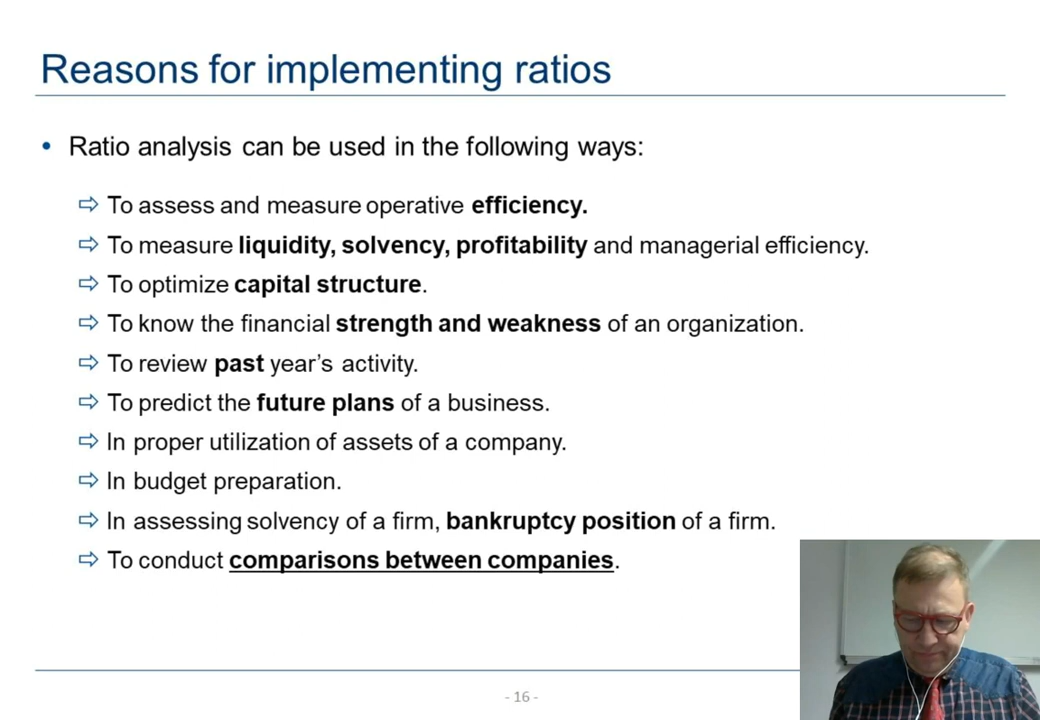 Reasons for implementing ratios
• Ratio analysis can be used in the following ways:
⇨ To assess and measure operative efficiency.
⇨ To measure liquidity, solvency, profitability and managerial efficiency.
⇨ To optimize capital structure.
⇨ To know the financial strength and weakness of an organization.
⇨ To review past year’s activity.
⇨ To predict the future plans of a business.
⇨ In proper utilization of assets of a company.
⇨ In budget preparation.
⇨ In assessing solvency of a firm, bankruptcy position of a firm.
⇨ To conduct comparisons between companies.
- 16 -